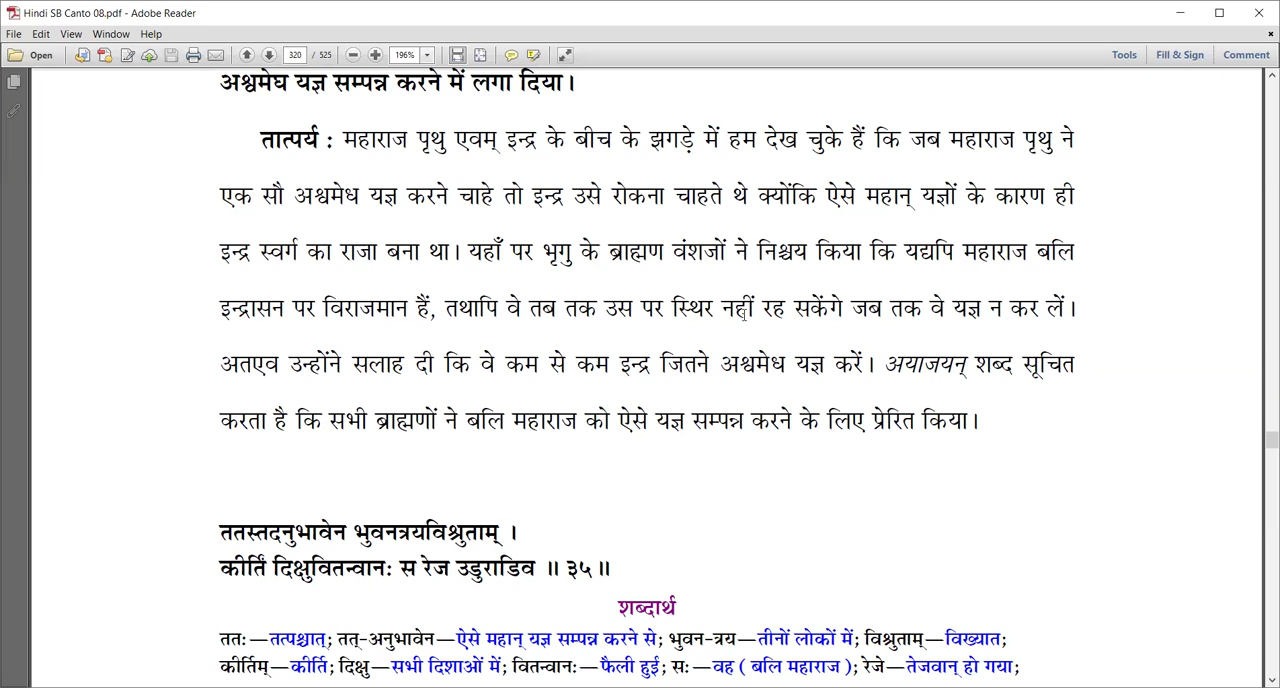 Hindi SB Canto 08.pdf - Adobe Reader
File Edit View Window Help
Open 320 / 525 196% Tools Fill & Sign Comment
अश्वमेघ यज्ञ सम्पन्न करने में लगा दिया।
तात्पर्य : महाराज पृथु एवम् इन्द्र के बीच के झगड़े में हम देख चुके हैं कि जब महाराज पृथु ने
एक सौ अश्वमेध यज्ञ करने चाहे तो इन्द्र उसे रोकना चाहते थे क्योंकि ऐसे महान् यज्ञों के कारण ही
इन्द्र स्वर्ग का राजा बना था। यहाँ पर भृगु के ब्राह्मण वंशजों ने निश्चय किया कि यद्यपि महाराज बलि
इन्द्रासन पर विराजमान हैं, तथापि वे तब तक उस पर स्थिर नहीं रह सकेंगे जब तक वे यज्ञ न कर लें।
अतएव उन्होंने सलाह दी कि वे कम से कम इन्द्र जितने अश्वमेध यज्ञ करें। अयाजयन् शब्द सूचित
करता है कि सभी ब्राह्मणों ने बलि महाराज को ऐसे यज्ञ सम्पन्न करने के लिए प्रेरित किया।
ततस्तदनुभावेन भुवनत्रयविश्रुताम् ।
कीर्तिं दिक्षुवितन्वानः स रेज उडुराडिव ॥ ३५॥
शब्दार्थ
ततः—तत्पश्चात्; तत्-अनुभावेन—ऐसे महान् यज्ञ सम्पन्न करने से; भुवन-त्रय—तीनों लोकों में; विश्रुताम्—विख्यात;
कीर्तिम्—कीर्ति; दिक्षु—सभी दिशाओं में; वितन्वानः—फैली हुई; सः—वह ( बलि महाराज ); रेजे—तेजवान् हो गया;